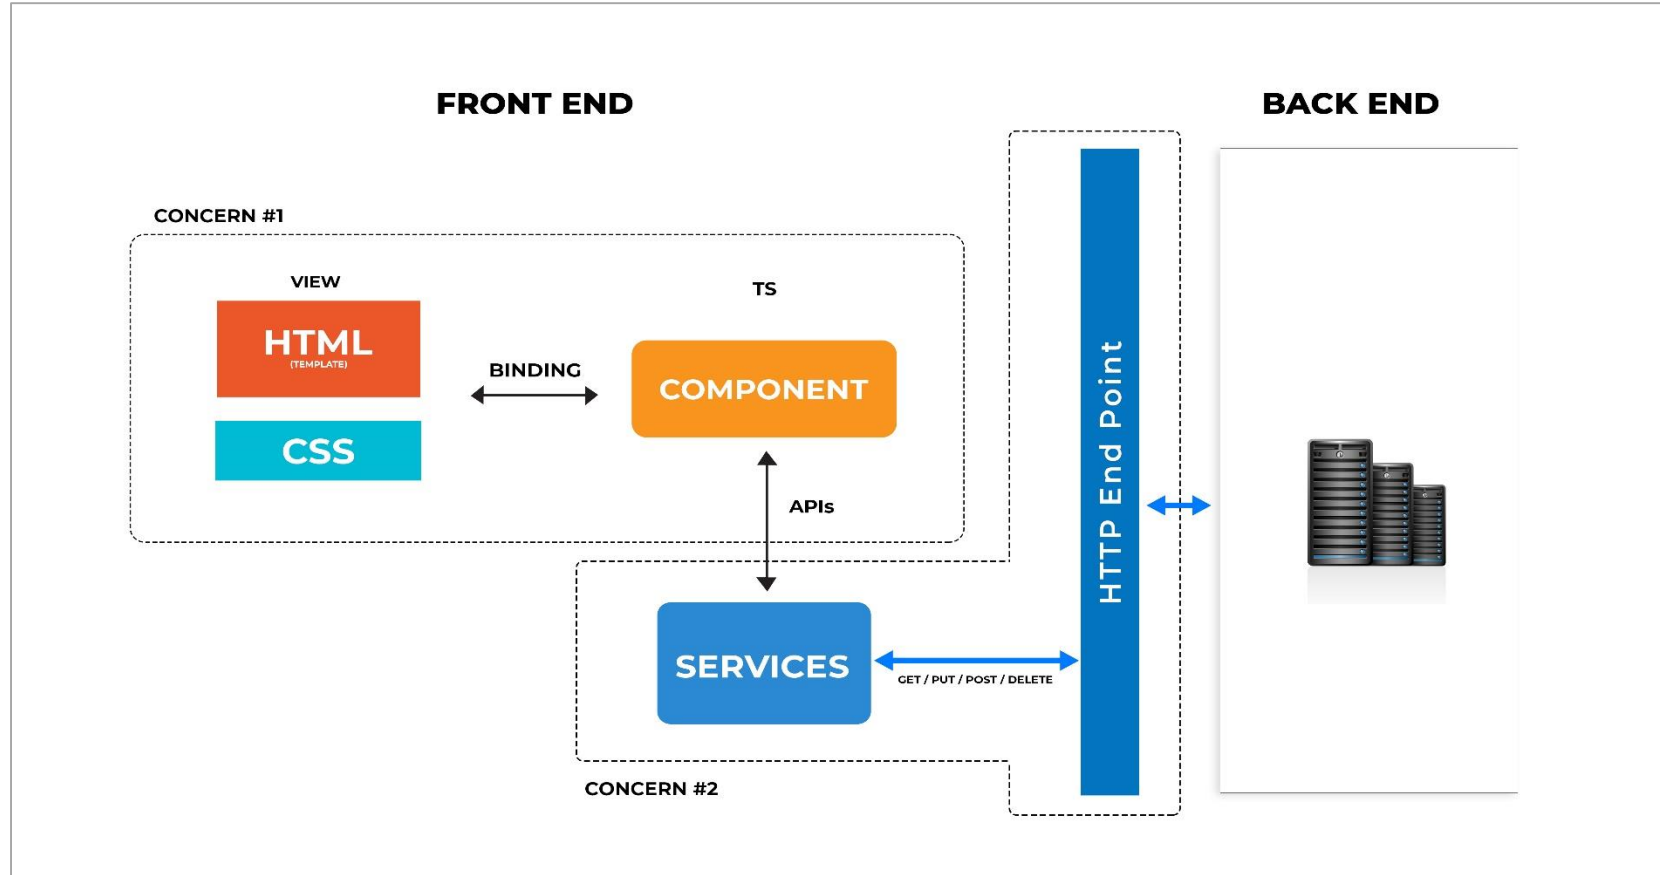 FRONT END
BACK END
CONCERN #1
VIEW
HTML
(TEMPLATE)
CSS
BINDING
TS
COMPONENT
APIs
SERVICES
GET / PUT / POST / DELETE
CONCERN #2
HTTP End Point